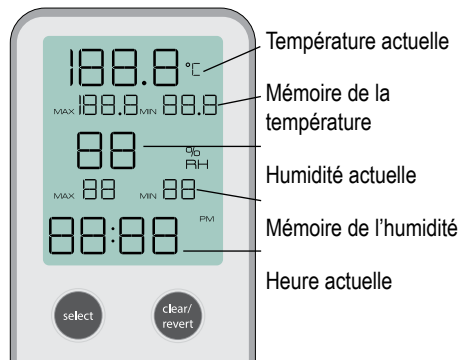 188.8 °C
MAX 188.8 MIN 88.8
88 % RH
MAX 88 MIN 88
PM
88:88
select
clear/
revert
Température actuelle
Mémoire de la
température
Humidité actuelle
Mémoire de l’humidité
Heure actuelle